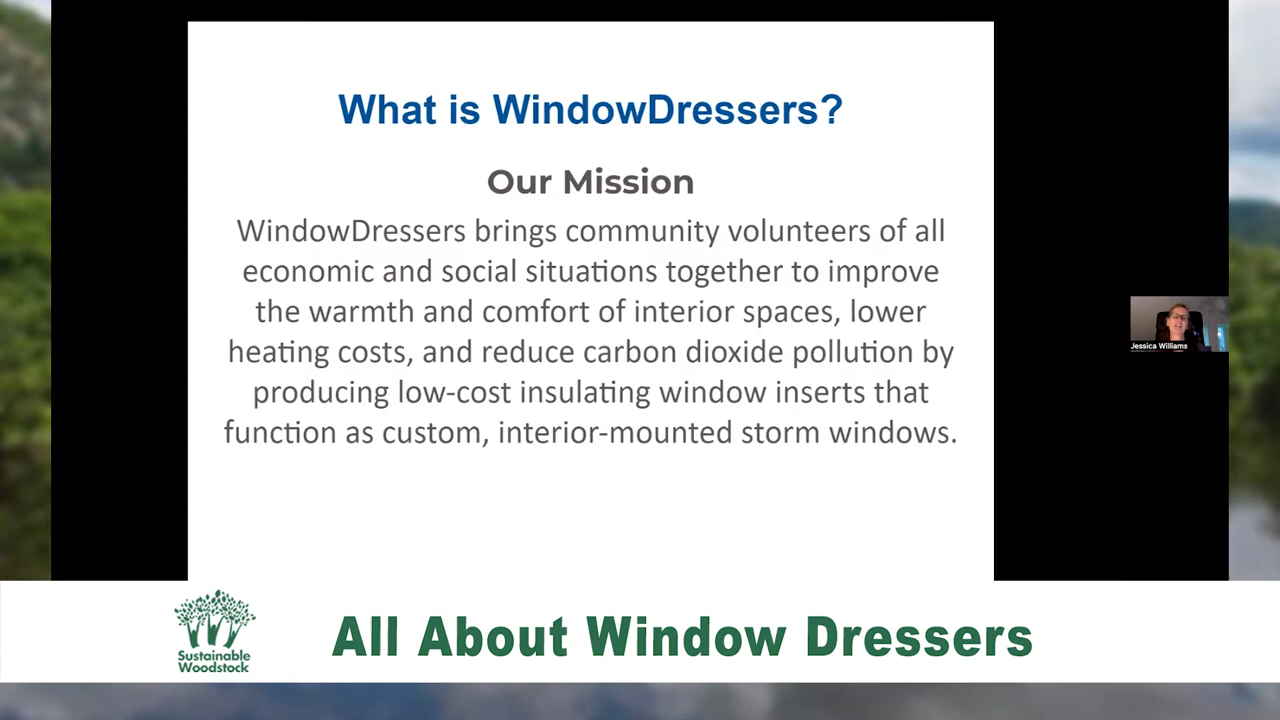 What is WindowDressers?
Our Mission
WindowDressers brings community volunteers of all
economic and social situations together to improve
the warmth and comfort of interior spaces, lower
heating costs, and reduce carbon dioxide pollution by
producing low-cost insulating window inserts that
function as custom, interior-mounted storm windows.
Jessica Williams
Sustainable
Woodstock
All About Window Dressers